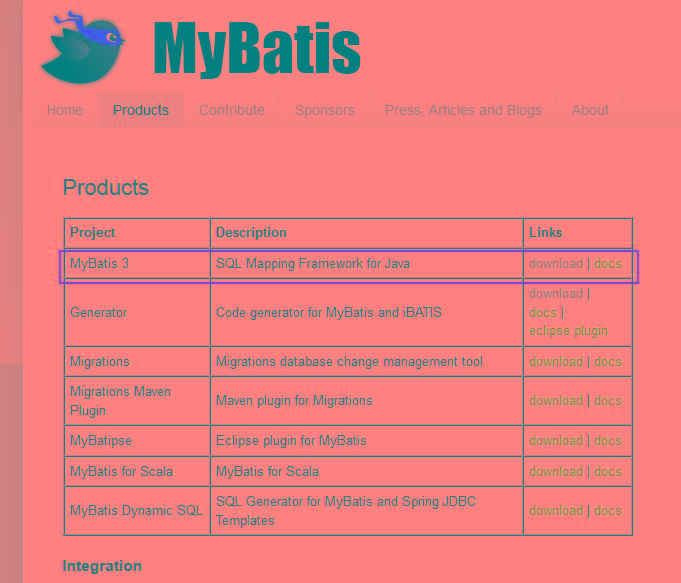 MyBatis
Home Products Contribute Sponsors Press, Articles and Blogs About
Products
Project Description Links
MyBatis 3 SQL Mapping Framework for Java download | docs
Generator Code generator for MyBatis and iBATIS download |
docs |
eclipse plugin
Migrations Migrations database change management tool download | docs
Migrations Maven
Plugin Maven plugin for Migrations download | docs
MyBatipse Eclipse plugin for MyBatis download | docs
MyBatis for Scala MyBatis for Scala download | docs
MyBatis Dynamic SQL SQL Generator for MyBatis and Spring JDBC
Templates download | docs
Integration